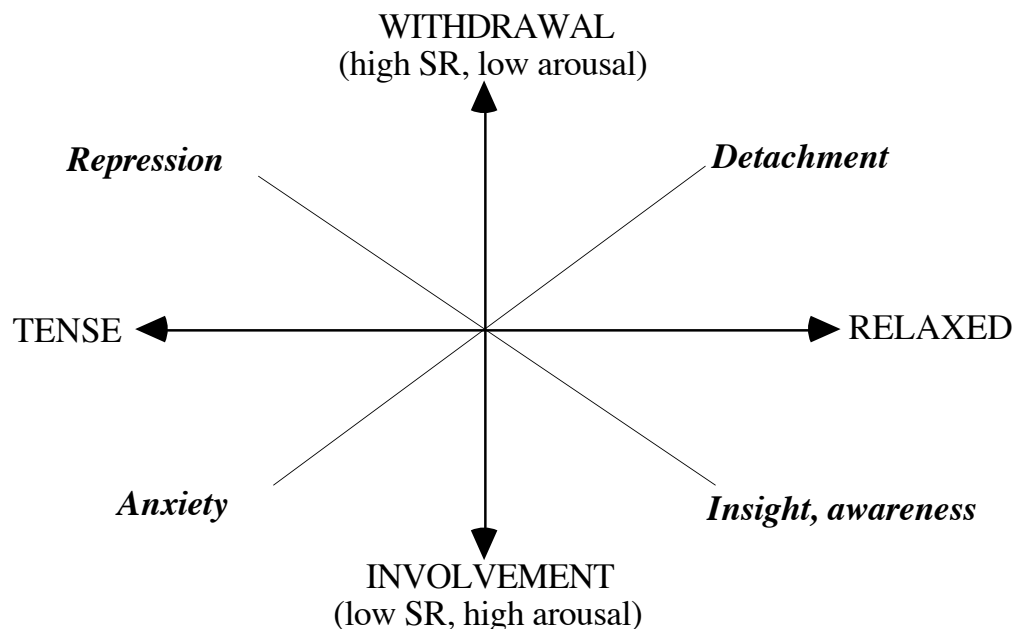 WITHDRAWAL
(high SR, low arousal)
Repression
Detachment
TENSE
RELAXED
Anxiety
Insight, awareness
INVOLVEMENT
(low SR, high arousal)